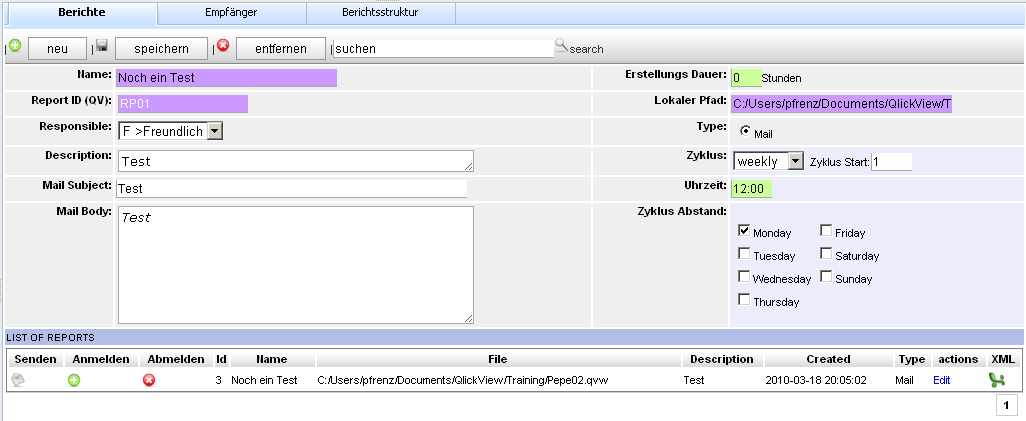 Berichte Empfänger Berichtsstruktur
| neu | speichern | entfernen | suchen search
Name: Noch ein Test Erstellungs Dauer: 0 Stunden
Report ID (QV): RP01 Lokaler Pfad: C:/Users/pfrenz/Documents/QlickView/T
Responsible: F >Freundlich Type: Mail
Description: Test Zyklus: weekly Zyklus Start: 1
Mail Subject: Test Uhrzeit: 12:00
Mail Body: Test Zyklus Abstand:
Monday Friday
Tuesday Saturday
Wednesday Sunday
Thursday
LIST OF REPORTS
Senden Anmelden Abmelden Id Name File Description Created Type actions XML
3 Noch ein Test C:/Users/pfrenz/Documents/QlickView/Training/Pepe02.qvw Test 2010-03-18 20:05:02 Mail Edit
1